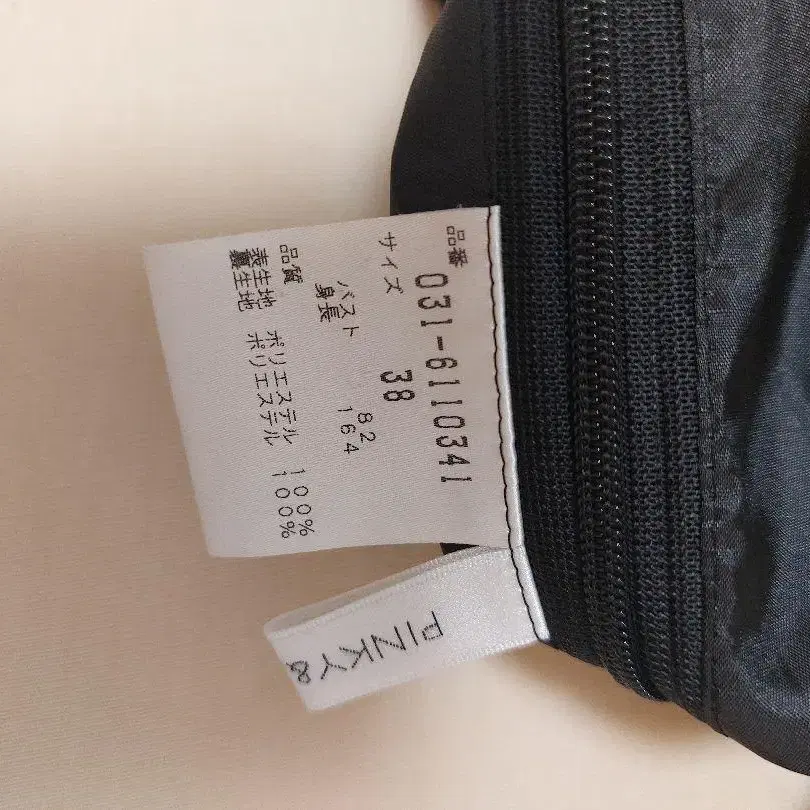 品番
031-6110341
サイズ 38
バスト 82
身長 164
品質
表生地 ポリエステル 100%
裏生地 ポリエステル 100%
PINKY&